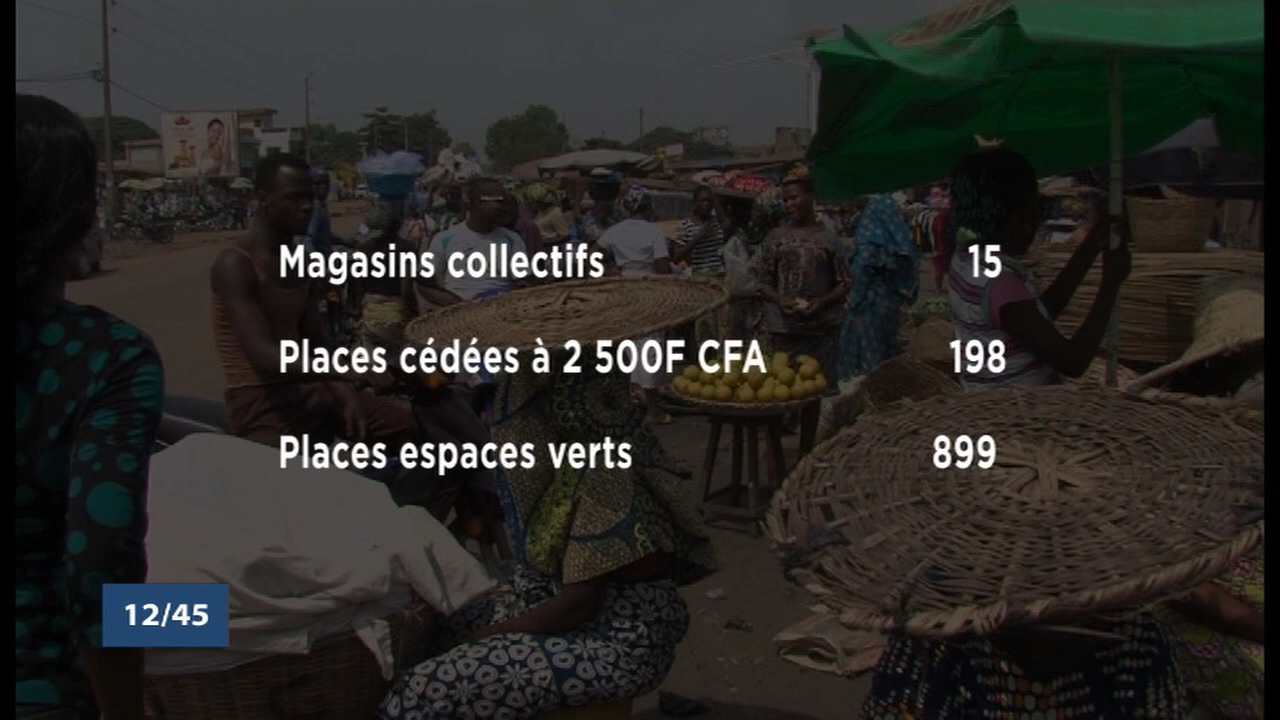 Magasins collectifs 15
Places cédées à 2 500F CFA 198
Places espaces verts 899
12/45